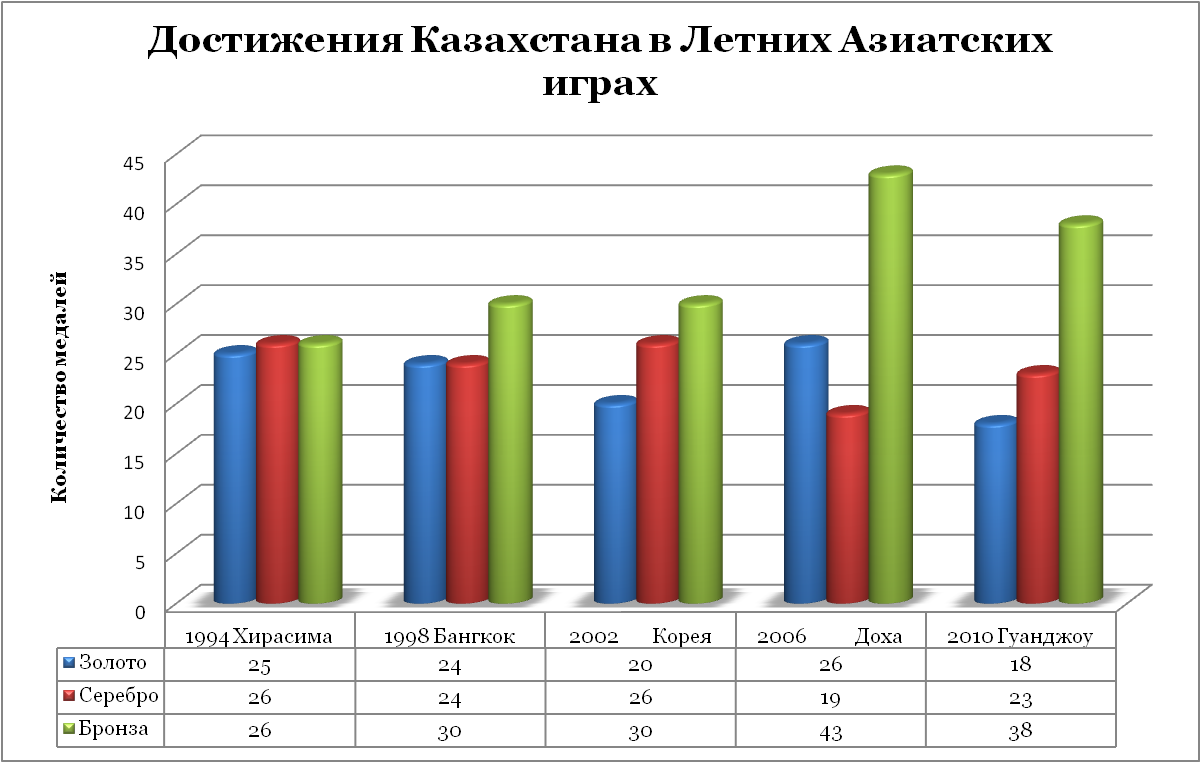 Достижения Казахстана в Летних Азиатских
играх
Количество медалей
45
40
35
30
25
20
15
10
5
0
1994 Хирасима 1998 Бангкок 2002 Корея 2006 Доха 2010 Гуанджоу
Золото 25 24 20 26 18
Серебро 26 24 26 19 23
Бронза 26 30 30 43 38